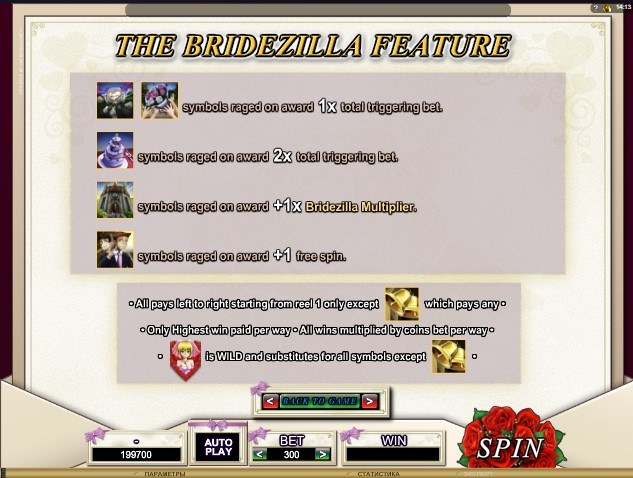 14:13
THE BRIDEZILLA FEATURE
symbols raged on award 1x total triggering bet.
symbols raged on award 2x total triggering bet.
symbols raged on award +1x Bridezilla Multiplier.
symbols raged on award +1 free spin.
- All pays left to right starting from reel 1 only except which pays any -
- Only Highest win paid per way - All wins multiplied by coins bet per way -
- is WILD and substitutes for all symbols except -
< BACK TO GAME >
- AUTO PLAY BET WIN SPIN
199700 < 300 >
ПАРАМЕТРЫ СТАТИСТИКА ЭКСПЕРТ